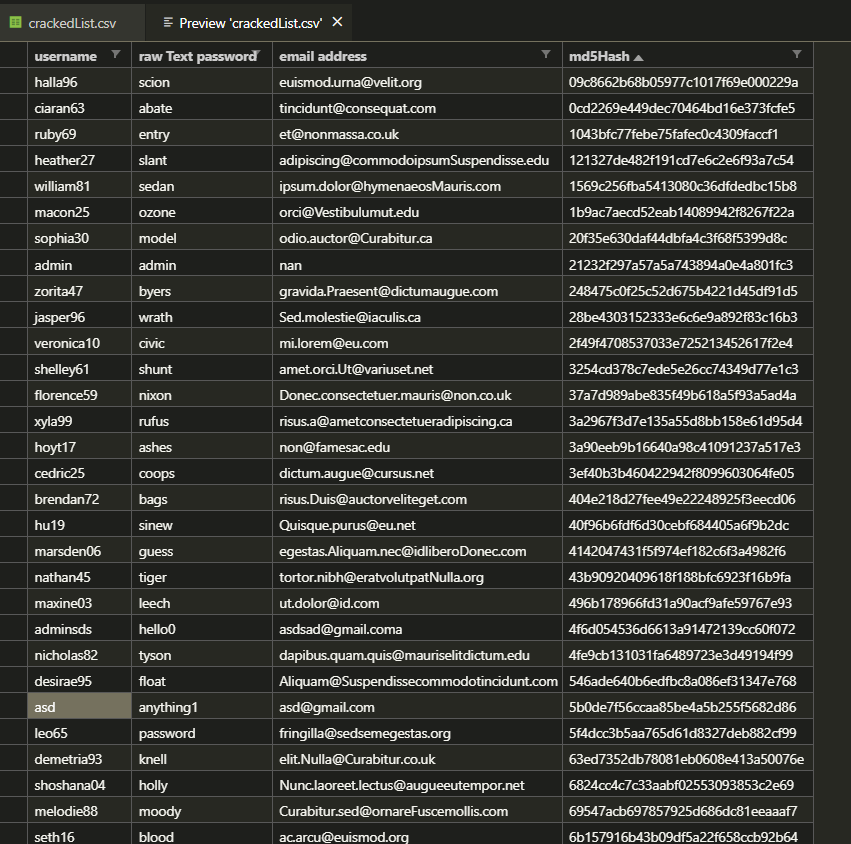 crackedList.csv Preview 'crackedList.csv'
username raw Text password email address md5Hash
halla96 scion euismod.urna@velit.org 09c8662b68b05977c1017f69e000229a
ciaran63 abate tincidunt@consequat.com 0cd2269e449dec70464bd16e373fcfe5
ruby69 entry et@nonmassa.co.uk 1043bfc77febe75fafec0c4309faccf1
heather27 slant adipiscing@commodoipsumSuspendisse.edu 121327de482f191cd7e6c2e6f93a7c54
william81 sedan ipsum.dolor@hymenaeosMauris.com 1569c256fba5413080c36dfdedbc15b8
macon25 ozone orci@Vestibulumut.edu 1b9ac7aecd52eab14089942f8267f22a
sophia30 model odio.auctor@Curabitur.ca 20f35e630daf44dbfa4c3f68f5399d8c
admin admin nan 21232f297a57a5a743894a0e4a801fc3
zorita47 byers gravida.Praesent@dictumaugue.com 248475c0f25c52d675b4221d45df91d5
jasper96 wrath Sed.molestie@iaculis.ca 28be4303152333e6c6e9a892f83c16b3
veronica10 civic mi.lorem@eu.com 2f49f4708537033e725213452617f2e4
shelley61 shunt amet.orci.Ut@variuset.net 3254cd378c7ede5e26cc74349d77e1c3
florence59 nixon Donec.consectetuer.mauris@non.co.uk 37a7d989abe835f49b618a5f93a5ad4a
xyla99 rufus risus.a@ametconsectetueradipiscing.ca 3a2967f3d7e135a55d8bb158e61d95d4
hoyt17 ashes non@famesac.edu 3a90eeb9b16640a98c41091237a517e3
cedric25 coops dictum.augue@cursus.net 3ef40b3b460422942f8099603064fe05
brendan72 bags risus.Duis@auctorveliteget.com 404e218d27fee49e22248925f3eecd06
hu19 sinew Quisque.purus@eu.net 40f96b6fdf6d30cebf684405a6f9b2dc
marsden06 guess egestas.Aliquam.nec@idliberoDonec.com 4142047431f5f974ef182c6f3a4982f6
nathan45 tiger tortor.nibh@eratvolutpatNulla.org 43b90920409618f188bfc6923f16b9fa
maxine03 leech ut.dolor@id.com 496b178966fd31a90acf9afe59767e93
adminsds hello0 asdsad@gmail.coma 4f6d054536d6613a91472139cc60f072
nicholas82 tyson dapibus.quam.quis@mauriselitdictum.edu 4fe9cb131031fa6489723e3d49194f99
desirae95 float Aliquam@Suspendissecommodotincidunt.com 546ade640b6edfbc8a086ef31347e768
asd anything1 asd@gmail.com 5b0de7f56ccaa85be4a5b255f5682d86
leo65 password fringilla@sedsemegestas.org 5f4dcc3b5aa765d61d8327deb882cf99
demetria93 knell elit.Nulla@Curabitur.co.uk 63ed7352db78081eb0608e413a50076e
shoshana04 holly Nunc.laoreet.lectus@augueeutempor.net 6824cc4c7c33aabf02553093853c2e69
melodie88 moody Curabitur.sed@ornareFuscemollis.com 69547acb697857925d686dc81eeaaaf7
seth16 blood ac.arcu@euismod.org 6b157916b43b09df5a22f658ccb92b64